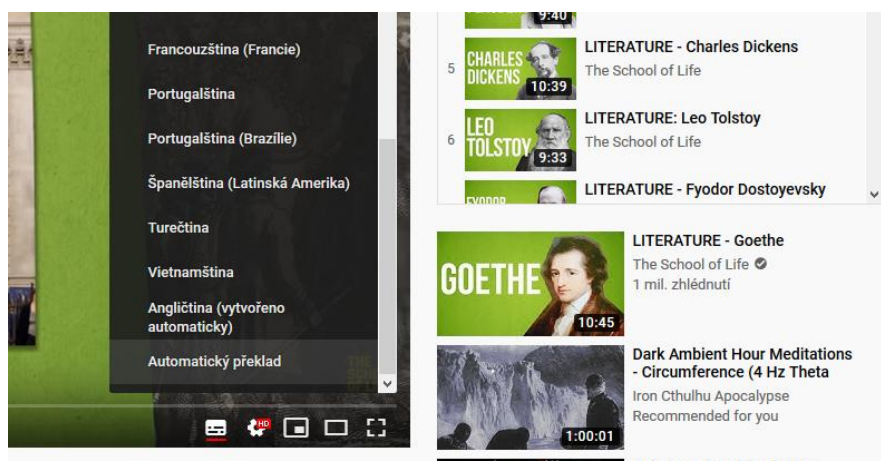 Francouzština (Francie)
Portugalština
Portugalština (Brazílie)
Španělština (Latinská Amerika)
Turečtina
Vietnamština
Angličtina (vytvořeno
automaticky)
Automatický překlad
HD
9:40
5
CHARLES
DICKENS
10:39
LITERATURE - Charles Dickens
The School of Life
6
LEO
TOLSTOY
9:33
LITERATURE: Leo Tolstoy
The School of Life
LITERATURE - Fyodor Dostoyevsky
GOETHE
10:45
LITERATURE - Goethe
The School of Life
1 mil. zhlédnutí
1:00:01
Dark Ambient Hour Meditations
- Circumference (4 Hz Theta
Iron Cthulhu Apocalypse
Recommended for you